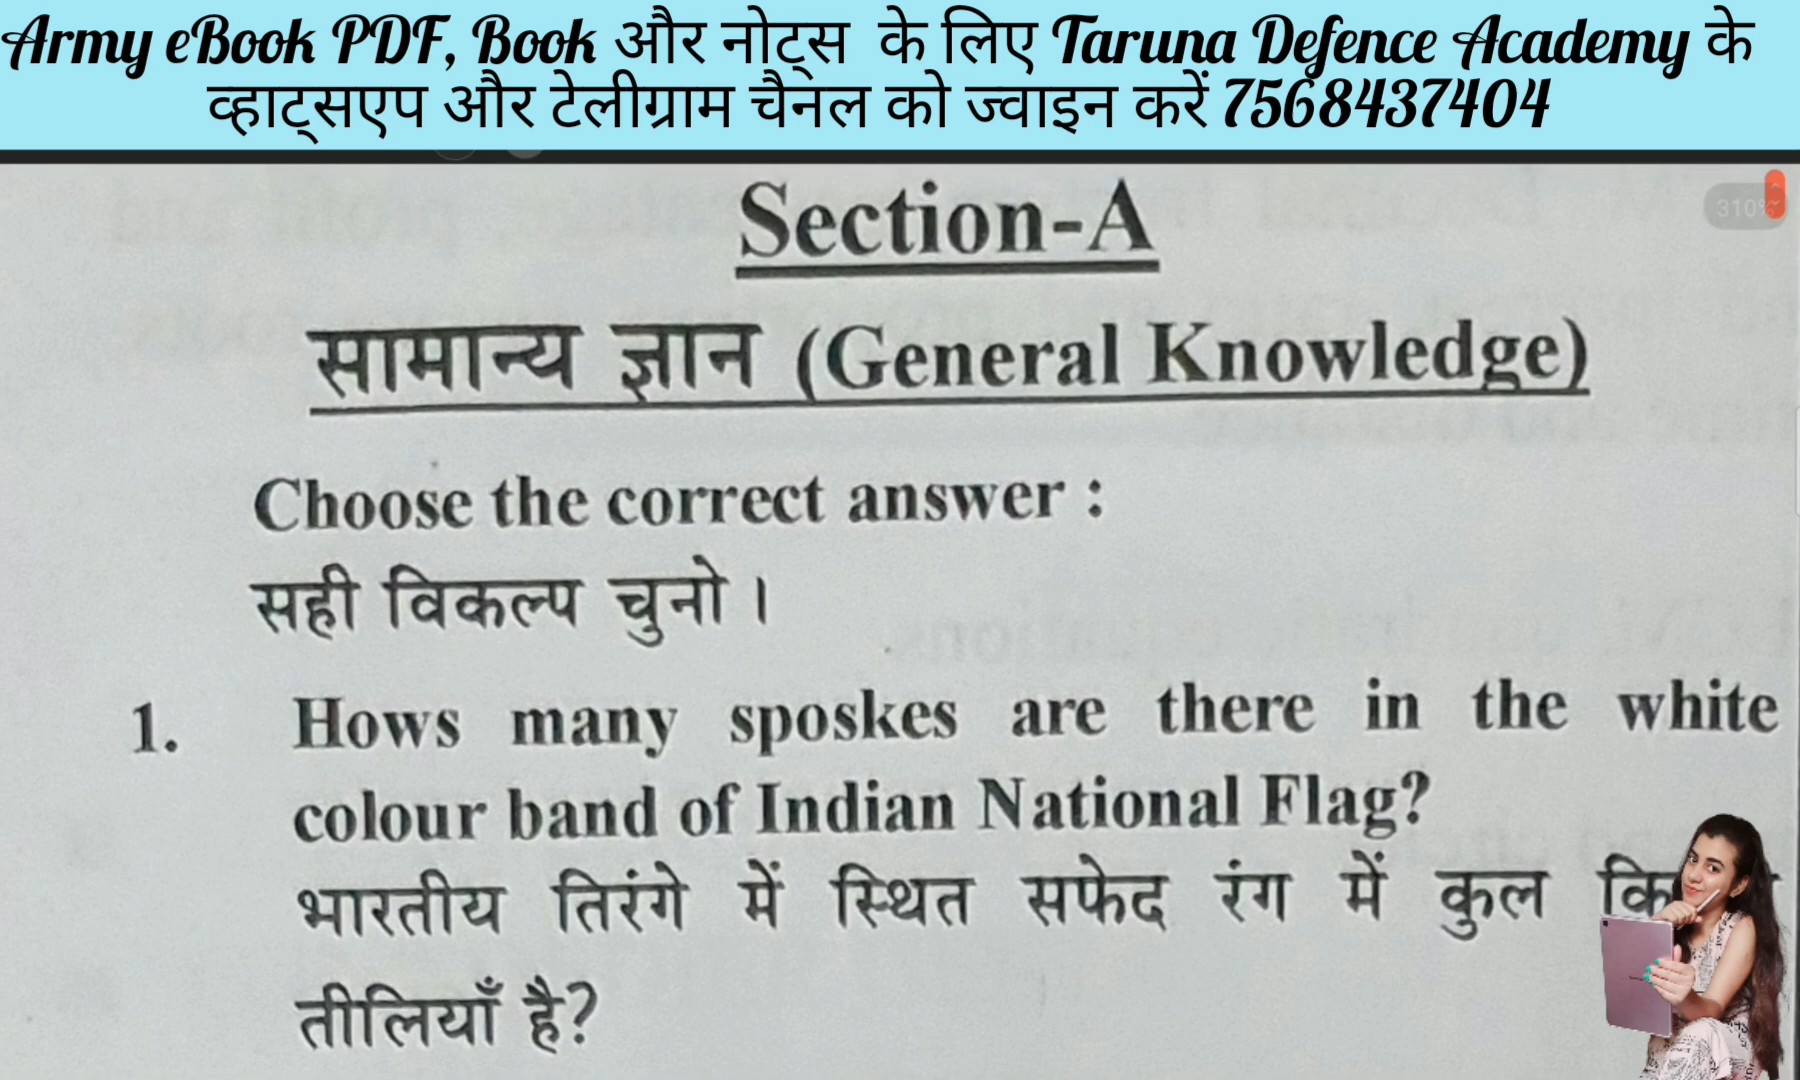 Army eBook PDF, Book और नोट्स के लिए Taruna Defence Academy के
व्हाट्सएप और टेलीग्राम चैनल को ज्वाइन करें 7568437404
310%
Section-A
सामान्य ज्ञान (General Knowledge)
Choose the correct answer :
सही विकल्प चुनो ।
1. Hows many sposkes are there in the white
colour band of Indian National Flag?
भारतीय तिरंगे में स्थित सफेद रंग में कुल
तीलियाँ है?